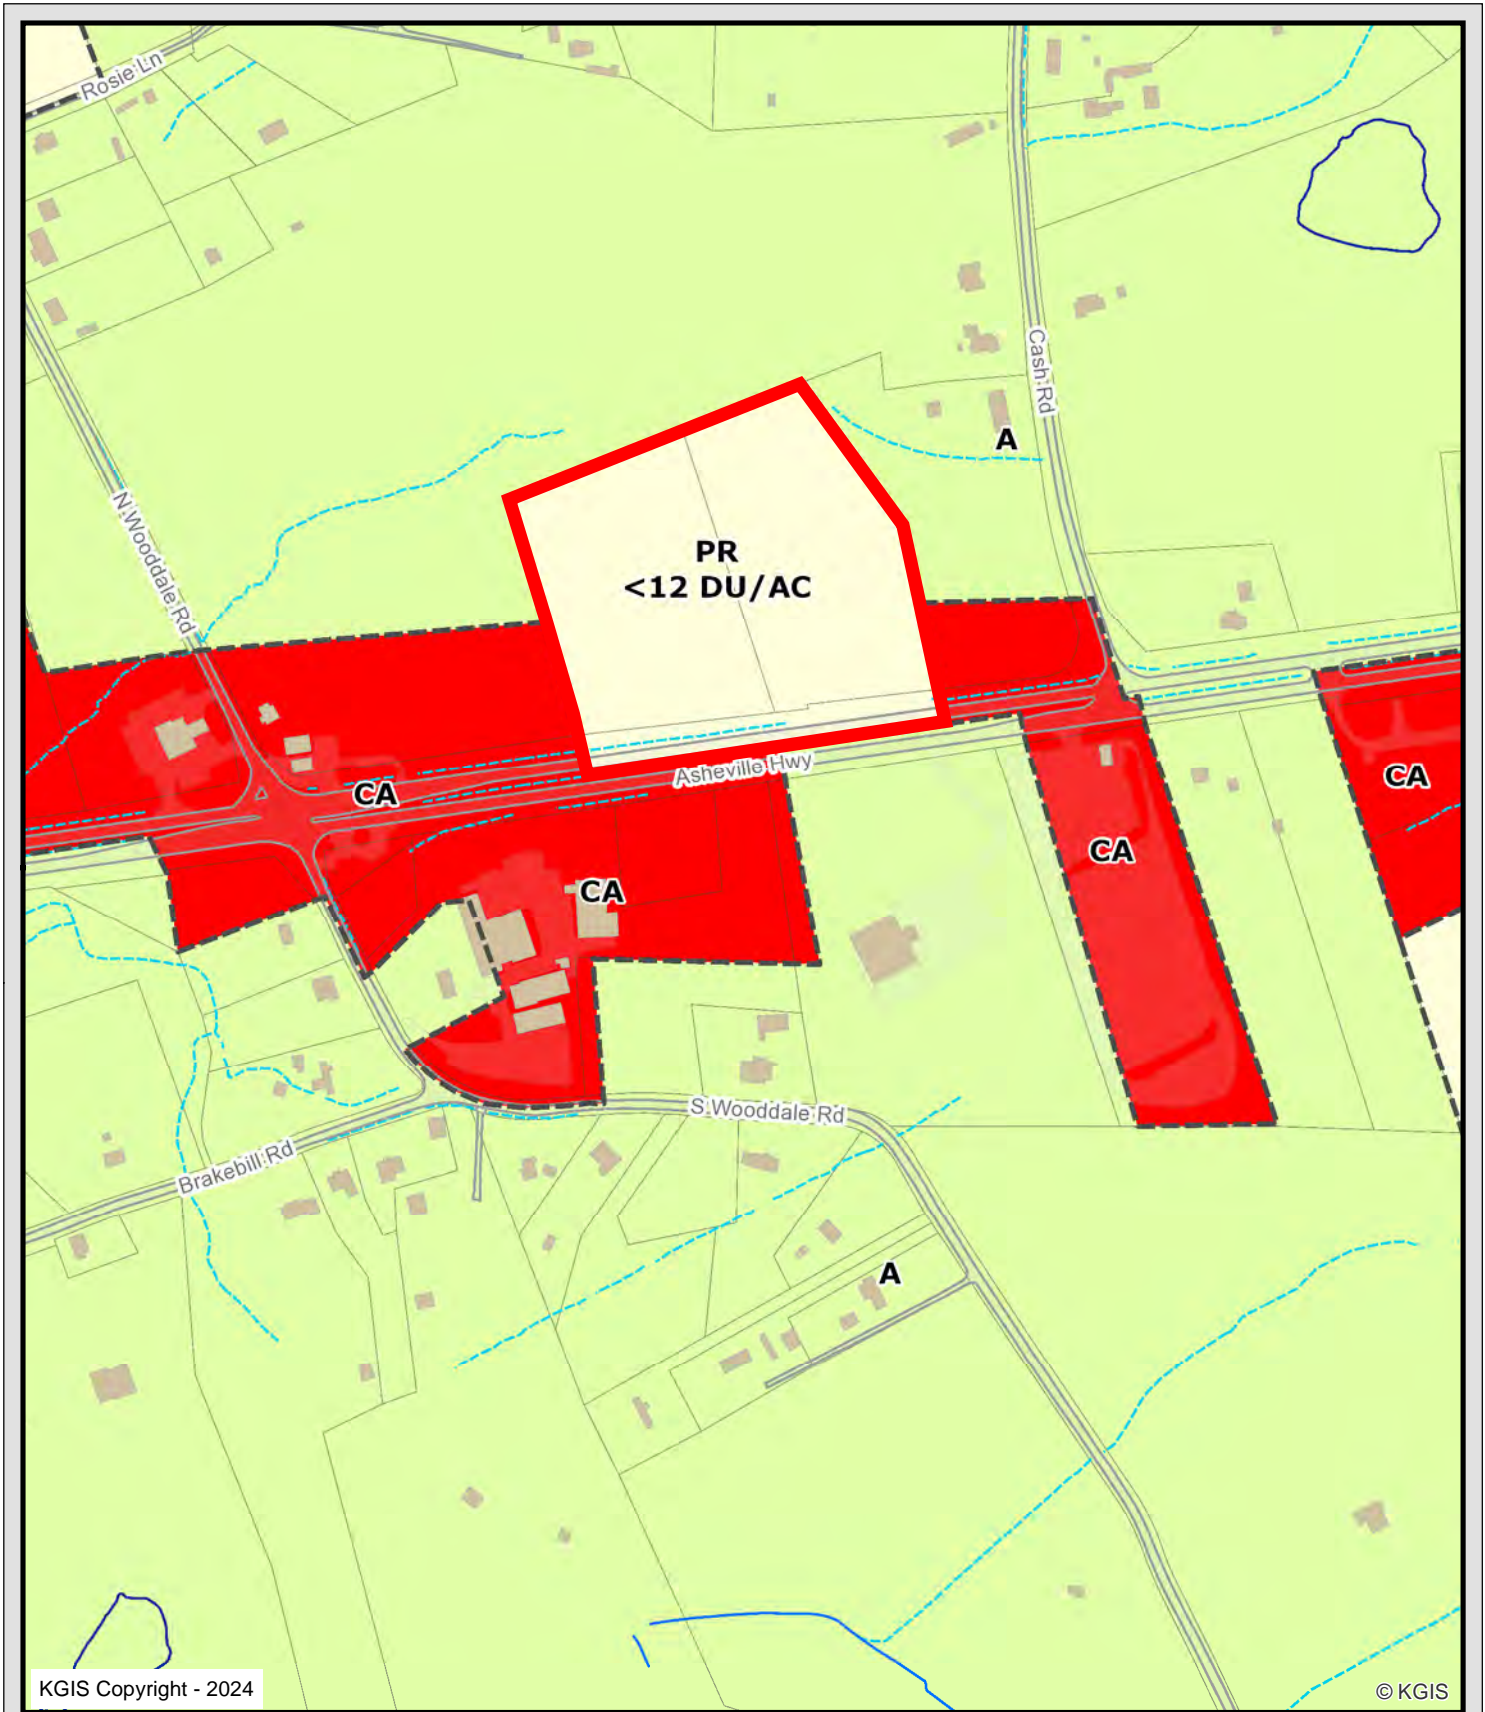 Rosie Ln
Cash Rd
A
N Wooddale Rd
PR
<12 DU/AC
Asheville Hwy
CA
CA
CA
CA
S Wooddale Rd
Brakebill Rd
A
KGIS Copyright - 2024
© KGIS